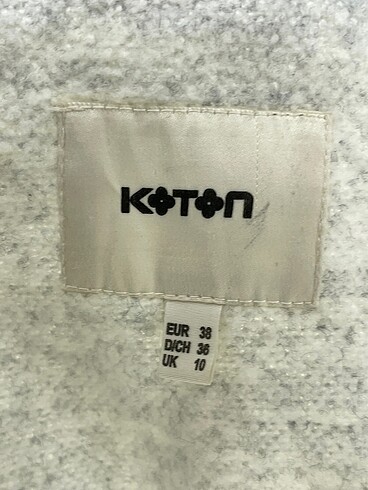 KOTON
EUR 38
D/CH 36
UK 10